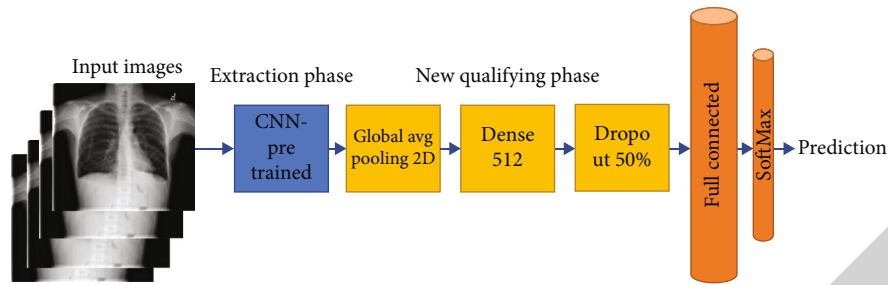 Input images
Extraction phase
New qualifying phase
CNN-
pre
trained
Global avg
pooling 2D
Dense
512
Dropo
ut 50%
Full connected
SoftMax
Prediction